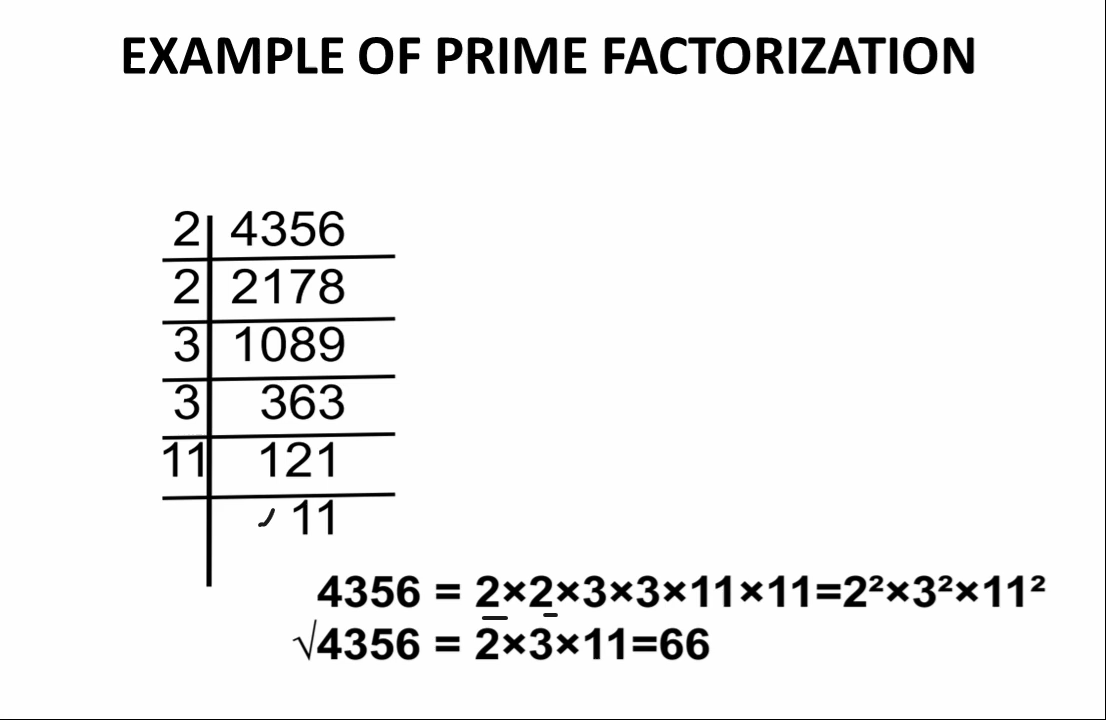 EXAMPLE OF PRIME FACTORIZATION
2 4356
2 2178
3 1089
3 363
11 121
11
4356 = 2×2×3×3×11×11=2²×3²×11²
√4356 = 2×3×11=66